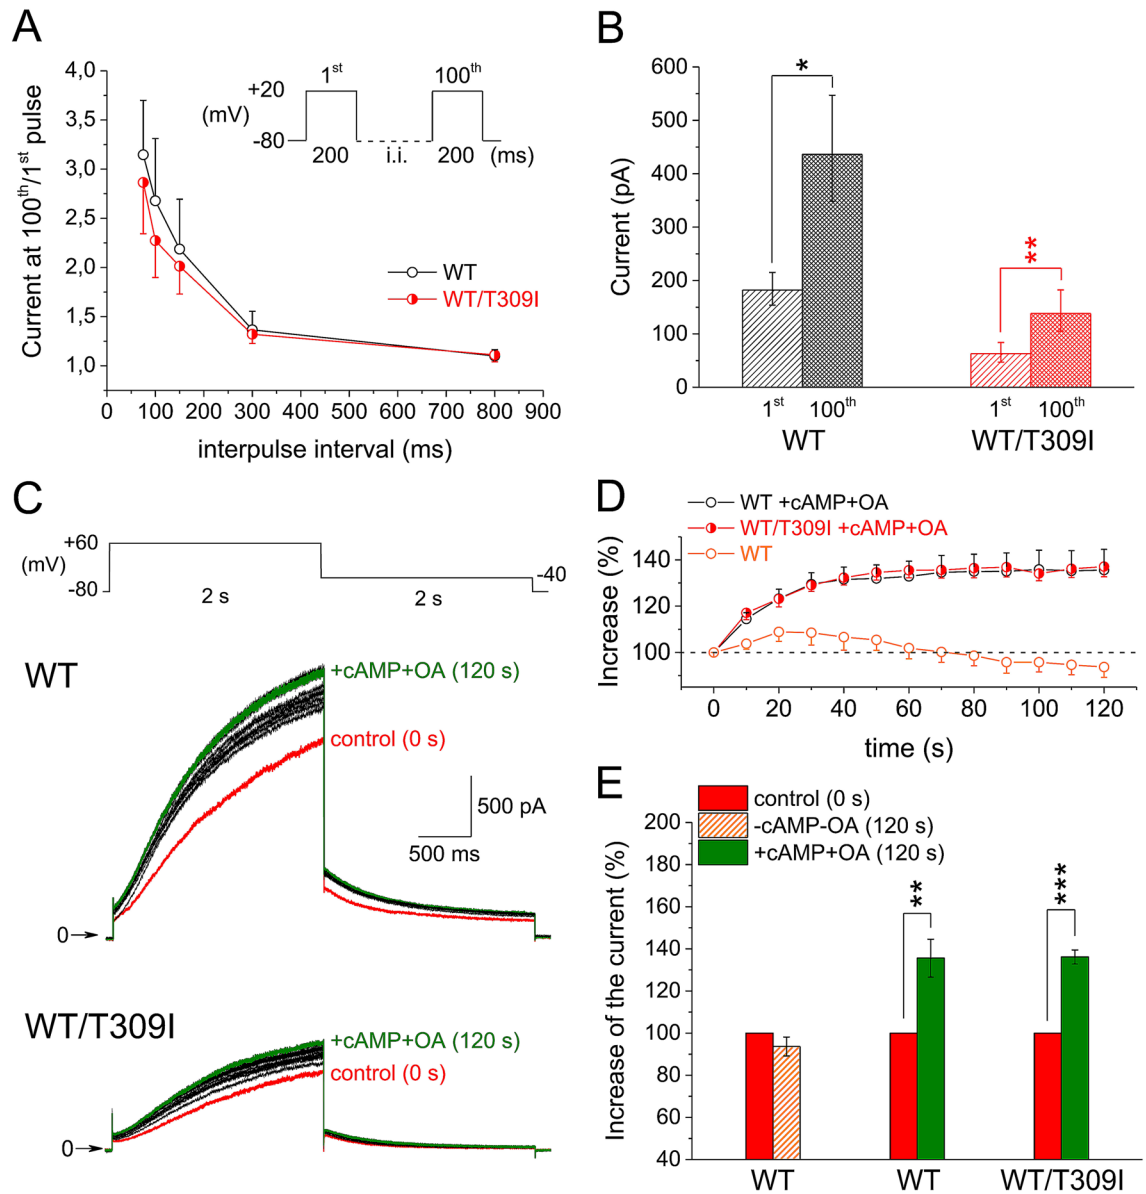 A
4,0
3,5
3,0
2,5
2,0
1,5
1,0
Current at 100th/1st pulse
0 100 200 300 400 500 600 700 800 900
interpulse interval (ms)
1st 100th
+20
(mV)
-80
200 i.i. 200 (ms)
WT
WT/T309I
B
600
500
400
300
200
100
0
Current (pA)
*
**
1st 100th 1st 100th
WT WT/T309I
C
+60
(mV)
-80
-40
2 s 2 s
WT
+cAMP+OA (120 s)
control (0 s)
500 pA
500 ms
0
WT/T309I
+cAMP+OA (120 s)
control (0 s)
0
D
WT +cAMP+OA
WT/T309I +cAMP+OA
WT
140
120
100
Increase (%)
0 20 40 60 80 100 120
time (s)
E
control (0 s)
-cAMP-OA (120 s)
+cAMP+OA (120 s)
200
180
160
140
120
100
80
60
40
Increase of the current (%)
**
***
WT WT WT/T309I